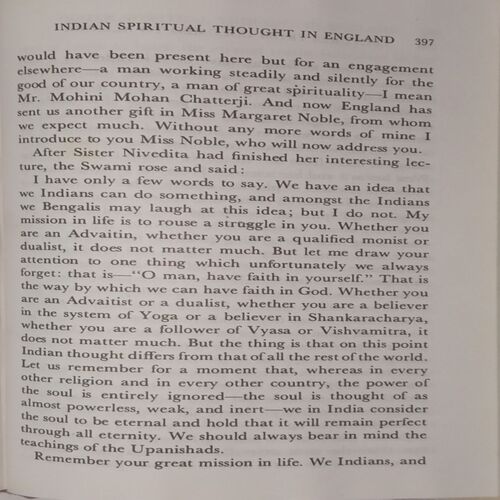 INDIAN SPIRITUAL THOUGHT IN ENGLAND 397
would have been present here but for an engagement
elsewhere—a man working steadily and silently for the
good of our country, a man of great spirituality—I mean
Mr. Mohini Mohan Chatterji. And now England has
sent us another gift in Miss Margaret Noble, from whom
we expect much. Without any more words of mine I
introduce to you Miss Noble, who will now address you.
After Sister Nivedita had finished her interesting lec-
ture, the Swami rose and said:
I have only a few words to say. We have an idea that
we Indians can do something, and amongst the Indians
we Bengalis may laugh at this idea; but I do not. My
mission in life is to rouse a struggle in you. Whether you
are an Advaitin, whether you are a qualified monist or
dualist, it does not matter much. But let me draw your
attention to one thing which unfortunately we always
forget: that is—"O man, have faith in yourself." That is
the way by which we can have faith in God. Whether you
are an Advaitist or a dualist, whether you are a believer
in the system of Yoga or a believer in Shankaracharya,
whether you are a follower of Vyasa or Vishvamitra, it
does not matter much. But the thing is that on this point
Indian thought differs from that of all the rest of the world.
Let us remember for a moment that, whereas in every
other religion and in every other country, the power of
the soul is entirely ignored—the soul is thought of as
almost powerless, weak, and inert—we in India consider
the soul to be eternal and hold that it will remain perfect
through all eternity. We should always bear in mind the
teachings of the Upanishads.
Remember your great mission in life. We Indians, and